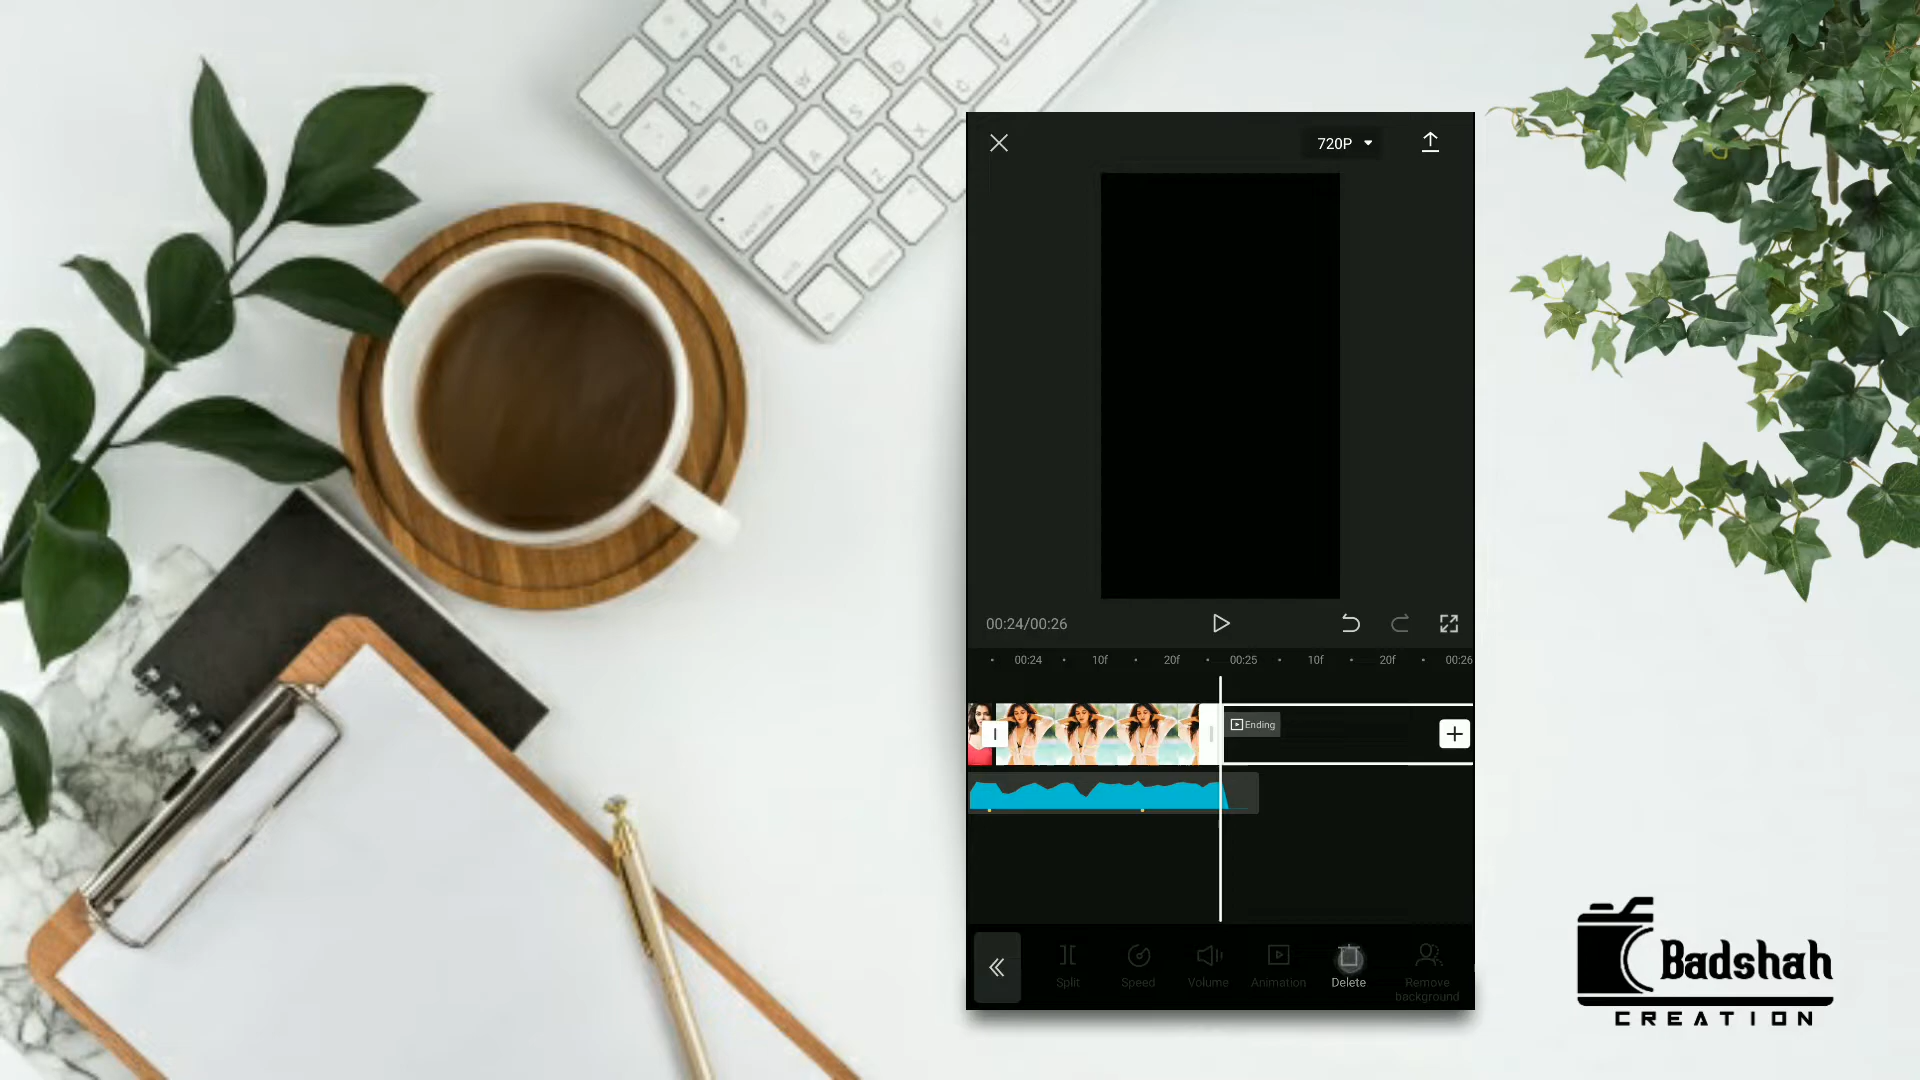 720P
00:24/00:26
00:24 10f 20f 00:25 10f 20f 00:26
Ending
Split Speed Volume Animation Delete Remove background
Badshah
CREATION